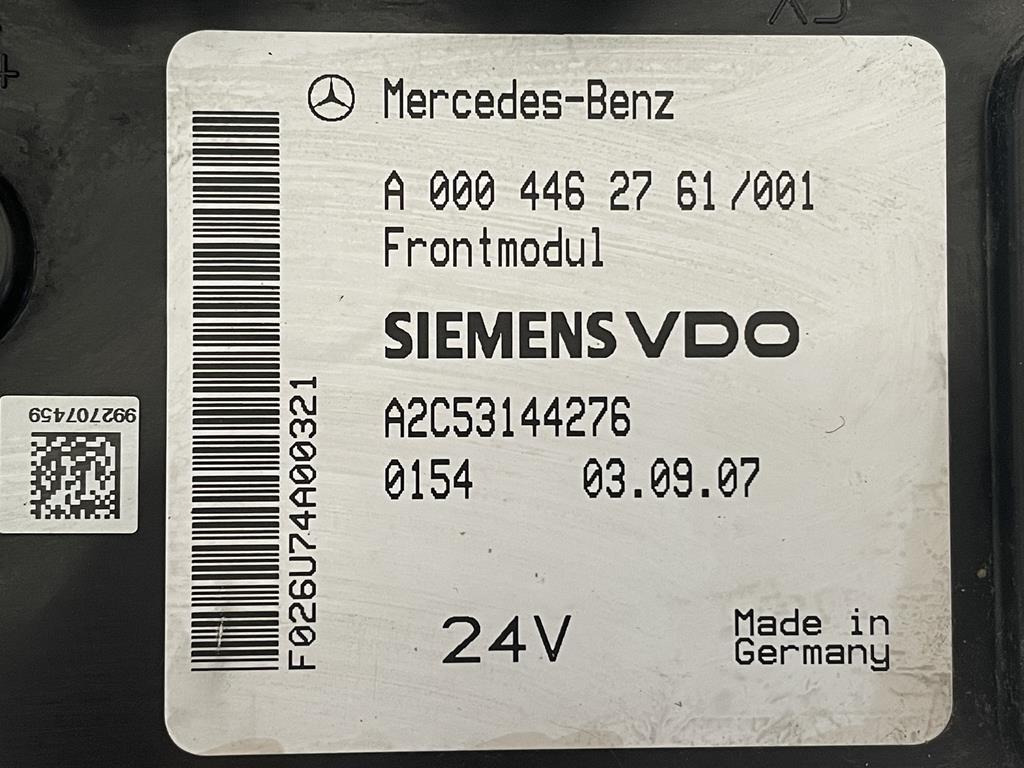 Mercedes-Benz
A 000 446 27 61/001
Frontmodul
SIEMENS VDO
A2C53144276
0154 03.09.07
24V
Made in
Germany
F026U74A00321
992707459
+